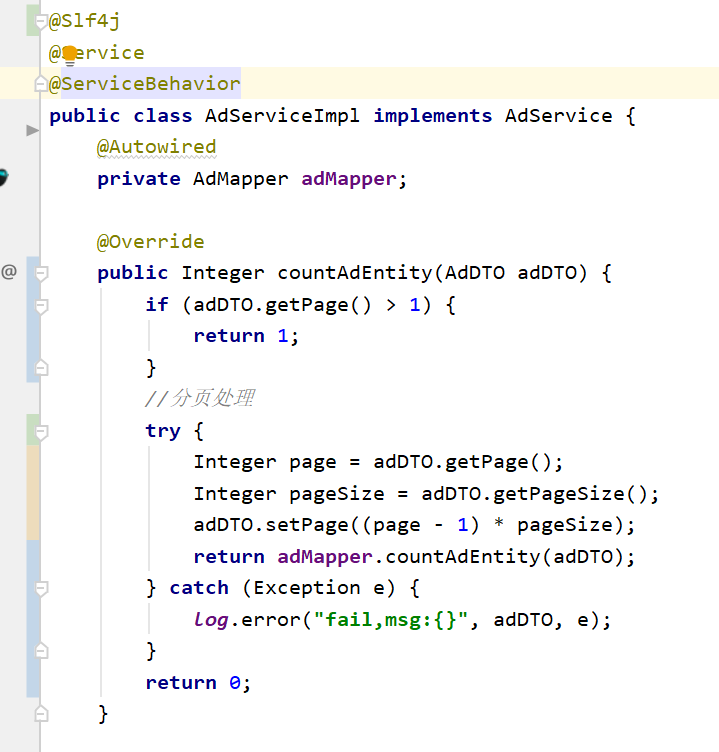 @Slf4j
@Service
@ServiceBehavior
public class AdServiceImpl implements AdService {
@Autowired
private AdMapper adMapper;
@Override
@ public Integer countAdEntity(AdDTO adDTO) {
if (adDTO.getPage() > 1) {
return 1;
}
//分页处理
try {
Integer page = adDTO.getPage();
Integer pageSize = adDTO.getPageSize();
adDTO.setPage((page - 1) * pageSize);
return adMapper.countAdEntity(adDTO);
} catch (Exception e) {
log.error("fail,msg:{}", adDTO, e);
}
return 0;
}